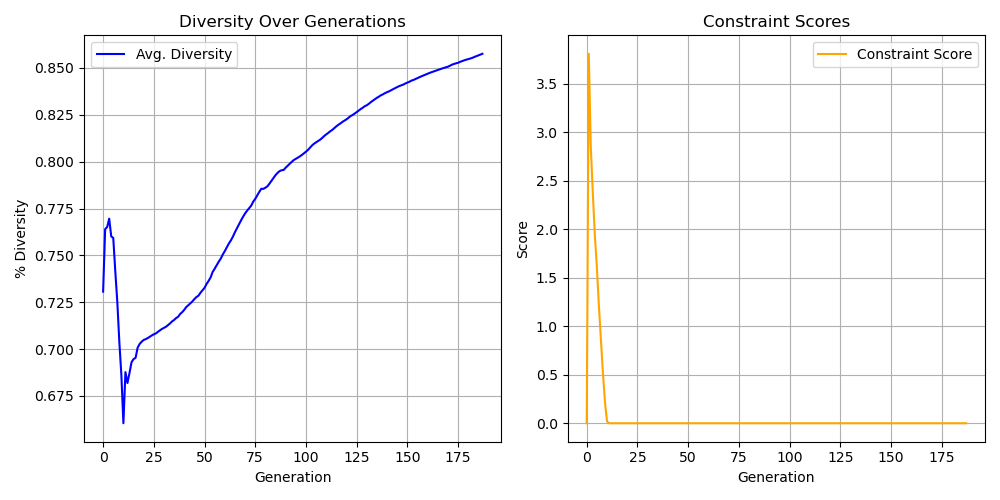 Diversity Over Generations
Avg. Diversity
% Diversity
0.850
0.825
0.800
0.775
0.750
0.725
0.700
0.675
0 25 50 75 100 125 150 175
Generation
Constraint Scores
Constraint Score
Score
3.5
3.0
2.5
2.0
1.5
1.0
0.5
0.0
0 25 50 75 100 125 150 175
Generation